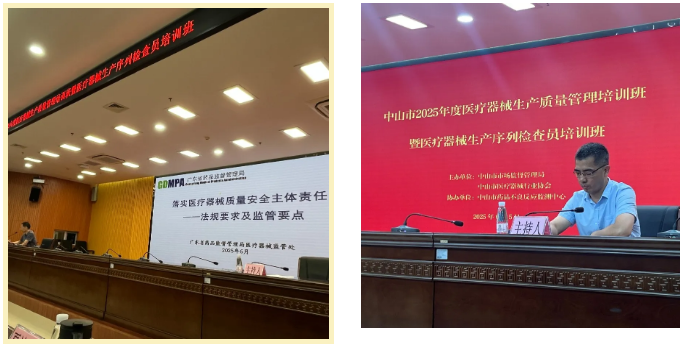 医疗器械生产序列检查员培训班
GDMPA 广东省药品监督管理局
落实医疗器械质量安全主体责任
——法规要求及监管要点
广东省药品监督管理局医疗器械监管处
2025年6月
主持人
中山市2025年度医疗器械生产质量管理培训班
暨医疗器械生产序列检查员培训班
主办单位：中山市市场监督管理局
中山市医疗器械行业协会
协办单位：中山市药品不良反应监测中心
2025年
主持人